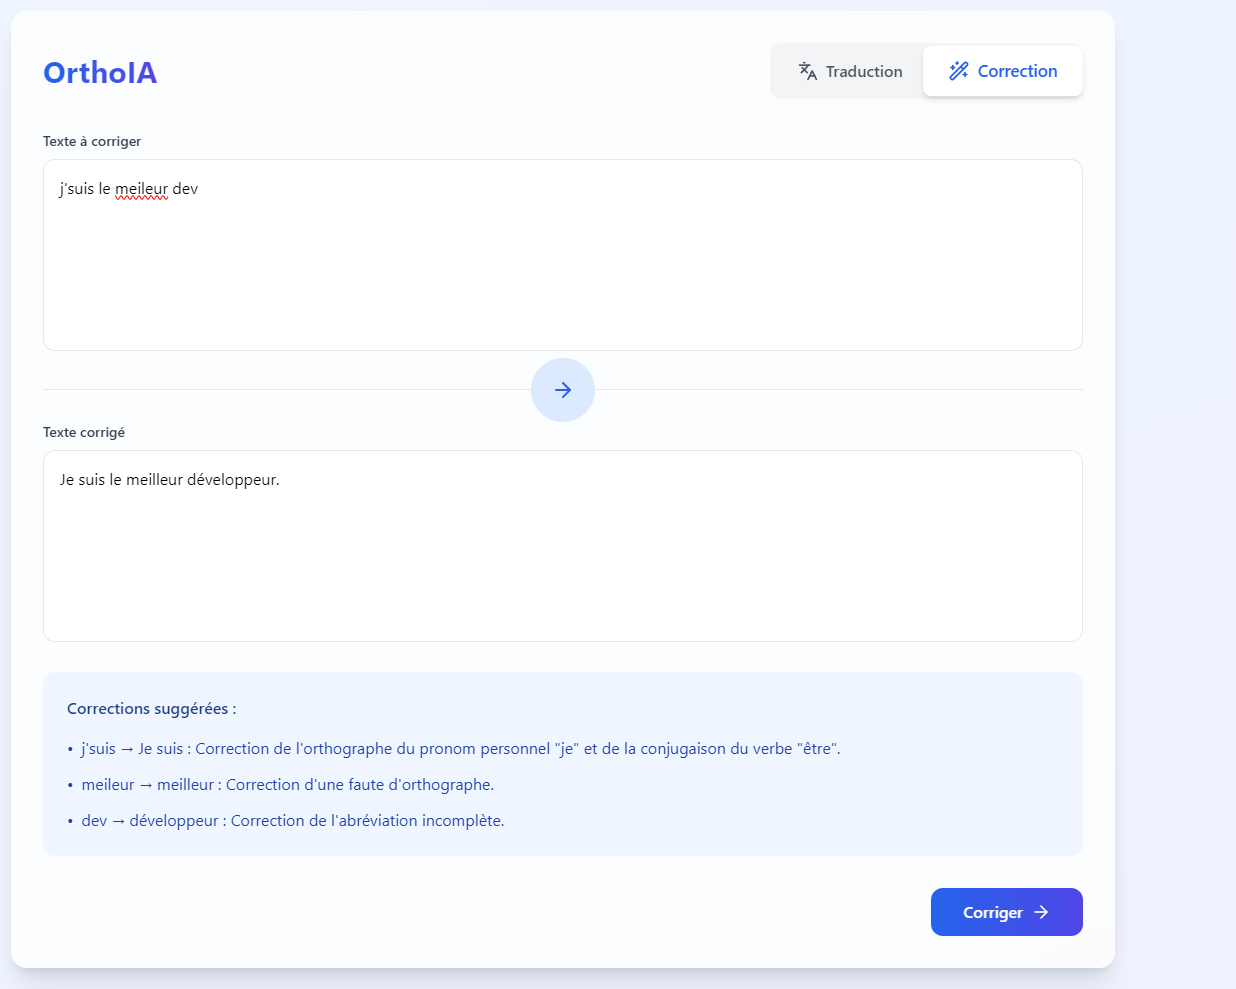 OrthoIA
Traduction
Correction
Texte à corriger
j'suis le meileur dev
Texte corrigé
Je suis le meilleur développeur.
Corrections suggérées :
• j'suis → Je suis : Correction de l'orthographe du pronom personnel "je" et de la conjugaison du verbe "être".
• meileur → meilleur : Correction d'une faute d'orthographe.
• dev → développeur : Correction de l'abréviation incomplète.
Corriger →